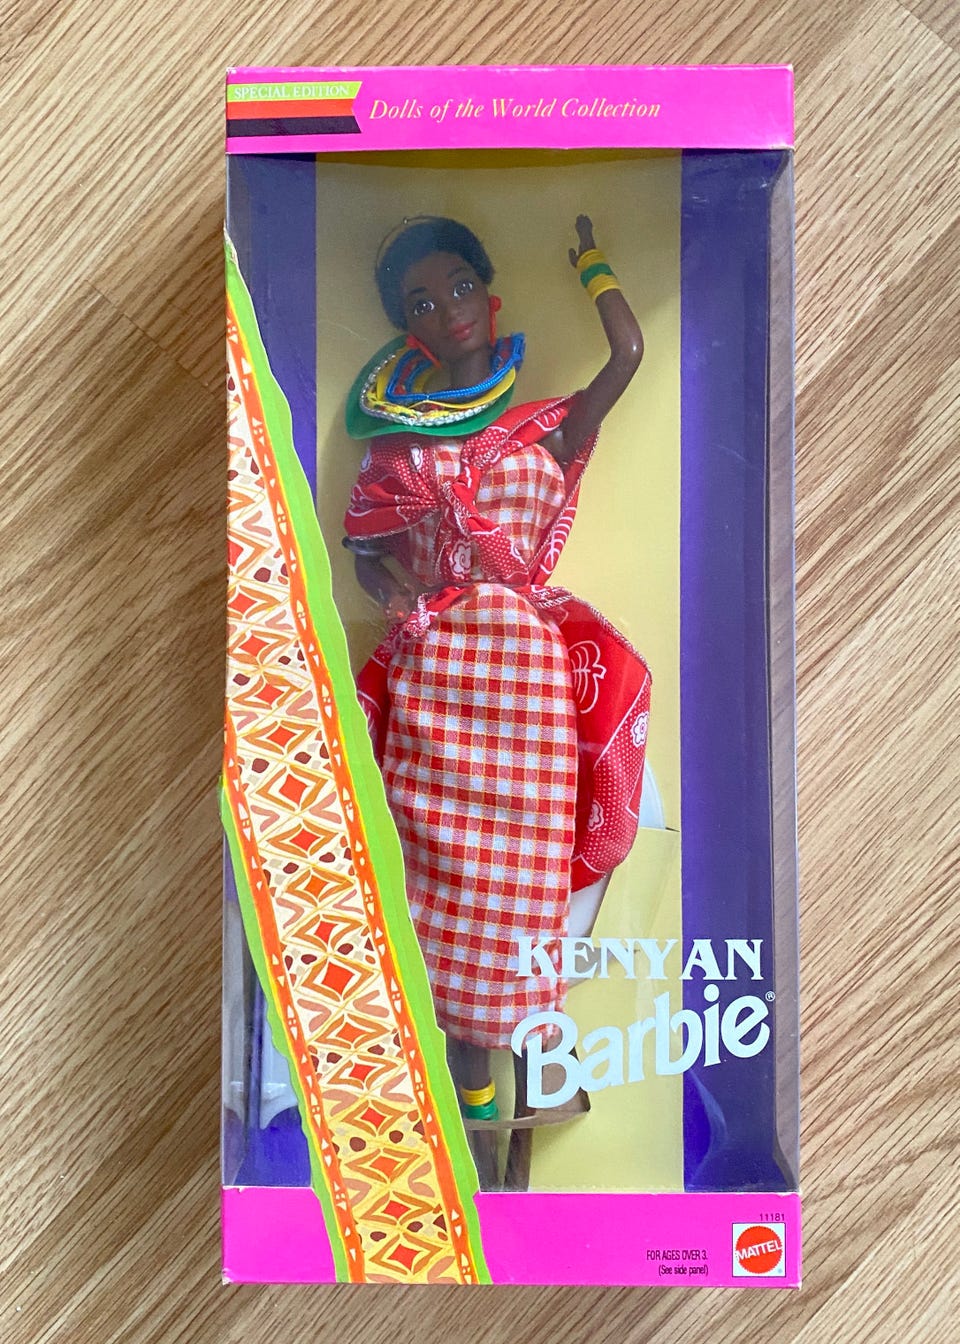 SPECIAL EDITION
Dolls of the World Collection
KENYAN
Barbie®
11181
MATTEL
®
FOR AGES OVER 3.
(See side panel)